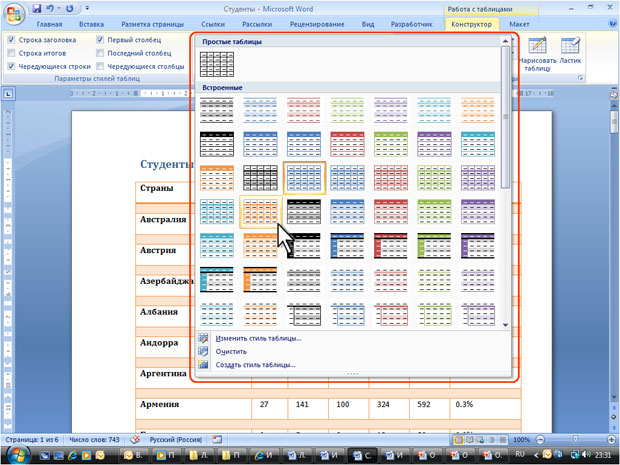 Студенты - Microsoft Word
Работа с таблицами
Главная Вставка Разметка страницы Ссылки Рассылки Рецензирование Вид Разработчик Конструктор Макет
Строка заголовка Первый столбец
Строка итогов Последний столбец
Чередующиеся строки Чередующиеся столбцы
Параметры стилей таблиц
Простые таблицы
Встроенные
Нарисовать таблицу
Ластик
Студенты
Страны
Австралия
Австрия
Азербайджа
Албания
Андорра
Аргентина
Армения 27 141 100 324 592 0.3%
Изменить стиль таблицы...
Очистить
Создать стиль таблицы...
Страница: 1 из 6 Число слов: 743 Русский (Россия) 100%
В. П Л. Г П И И И С. И И О О О. RU 23:31